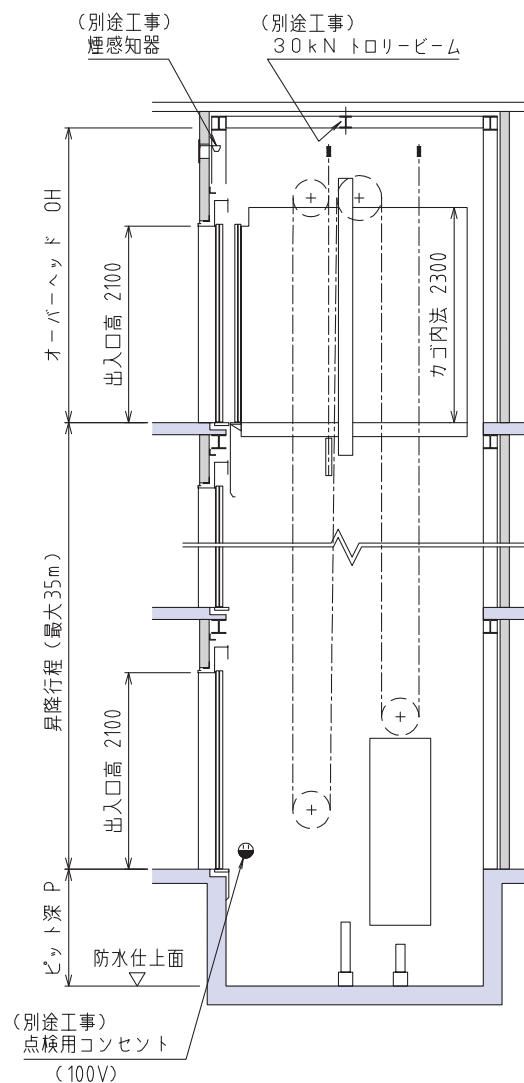 （別途工事）
煙感知器
（別途工事）
30kN トロリービーム
オーバーヘッド OH
出入口高 2100
カゴ内法 2300
昇降行程（最大35m）
出入口高 2100
ピット深 P
防水仕上面
（別途工事）
点検用コンセント
（100V）